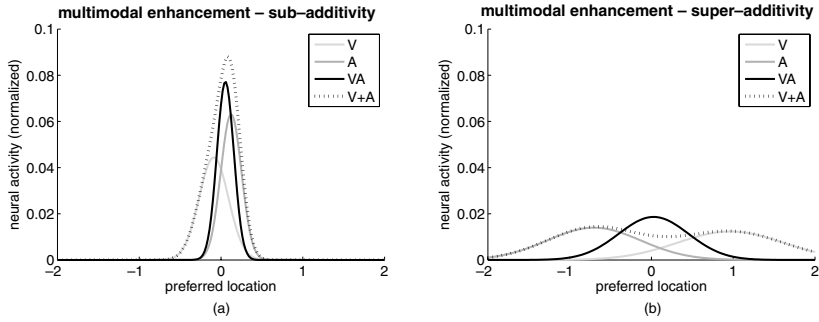 multimodal enhancement – sub–additivity
0.1
0.08
0.06
0.04
0.02
0
neural activity (normalized)
V
A
VA
V+A
−2
−1
0
1
2
preferred location
(a)
multimodal enhancement – super–additivity
0.1
0.08
0.06
0.04
0.02
0
neural activity (normalized)
V
A
VA
V+A
−2
−1
0
1
2
preferred location
(b)